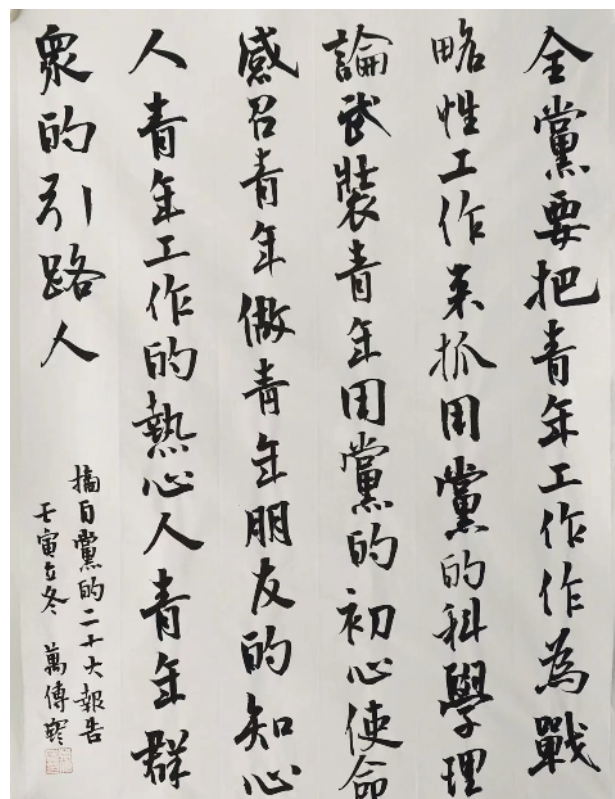 全黨要把青年工作作為戰
略性工作來抓用黨的科學理
論武裝青年用黨的初心使命
感召青年做青年朋友的知心
人青年工作的熱心人青年群
衆的引路人
摘自黨的二十大報告
壬寅立冬 萬傳